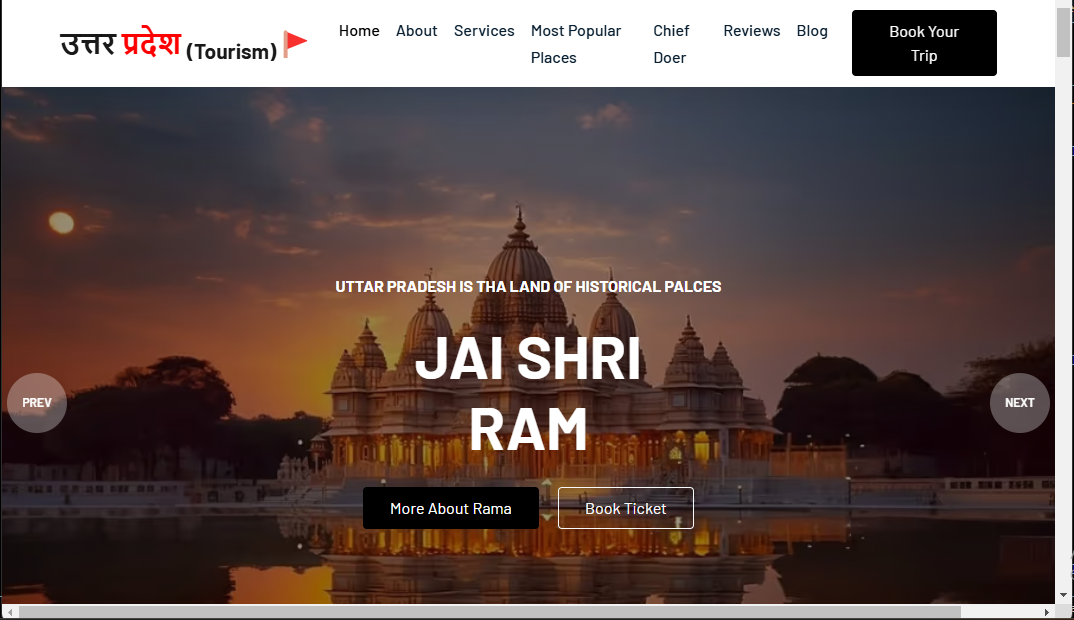 उत्तर प्रदेश (Tourism)
Home About Services Most Popular Places Chief Doer Reviews Blog
Book Your
Trip
UTTAR PRADESH IS THA LAND OF HISTORICAL PALCES
JAI SHRI
RAM
PREV
NEXT
More About Rama
Book Ticket